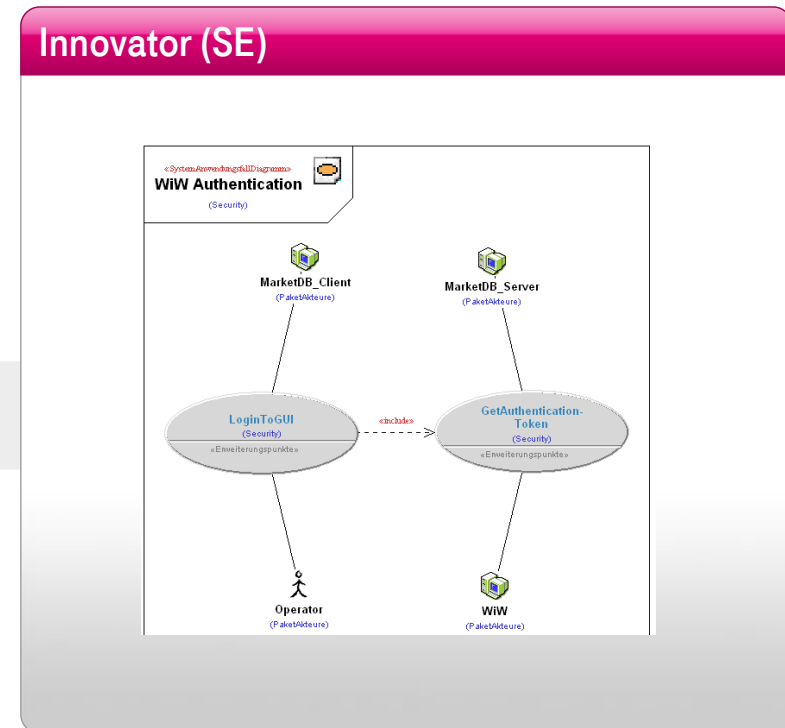 Innovator (SE)
«SystemAnwendungsfallDiagramm»
WiW Authentication
(Security)
MarketDB_Client
(PaketAkteure)
MarketDB_Server
(PaketAkteure)
LoginToGUI
(Security)
«Erweiterungspunkte»
«include»
GetAuthentication-
Token
(Security)
«Erweiterungspunkte»
Operator
(PaketAkteure)
WiW
(PaketAkteure)